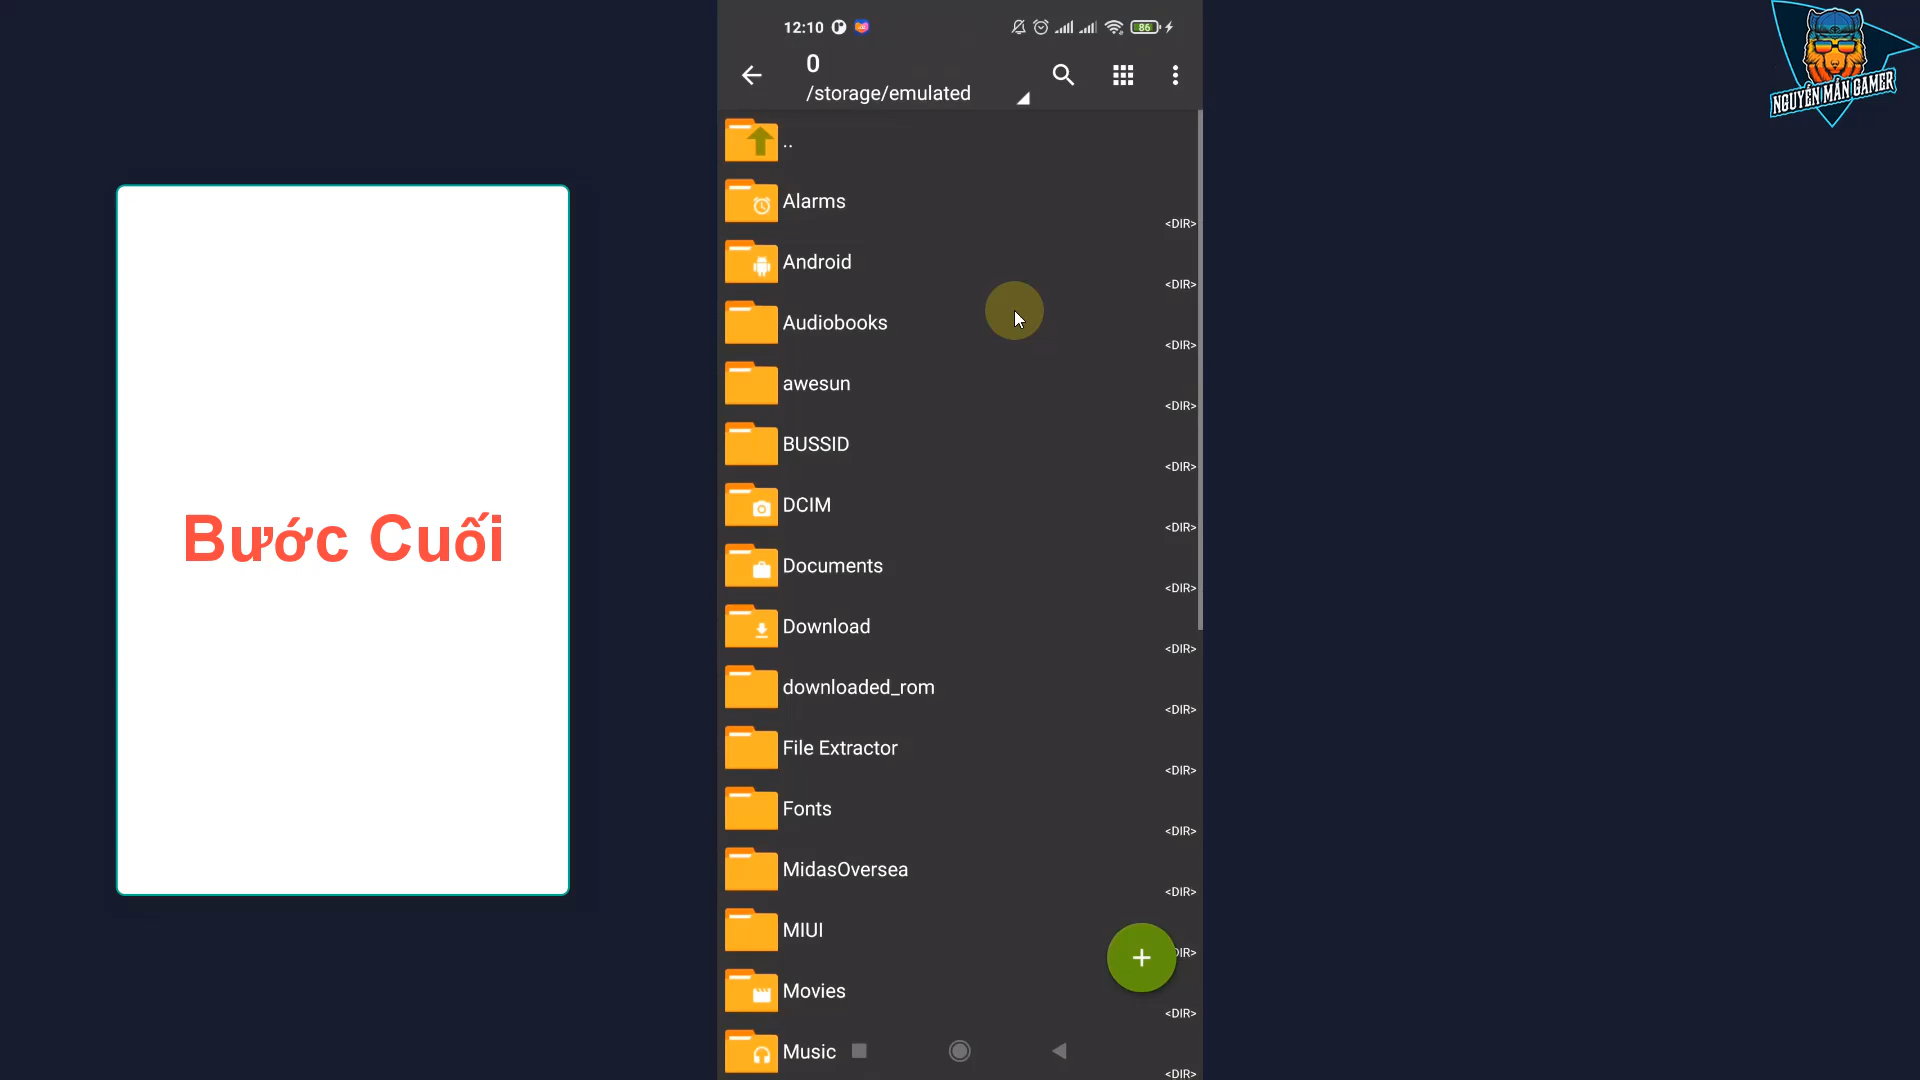 12:10
86
0
/storage/emulated
..
Alarms
<DIR>
Android
<DIR>
Audiobooks
<DIR>
awesun
<DIR>
BUSSID
<DIR>
DCIM
<DIR>
Documents
<DIR>
Download
<DIR>
downloaded_rom
<DIR>
File Extractor
<DIR>
Fonts
<DIR>
MidasOversea
<DIR>
MIUI
DIR>
Movies
<DIR>
Music
<DIR>
Bước Cuối
NGUYÊN MẪN GAMER